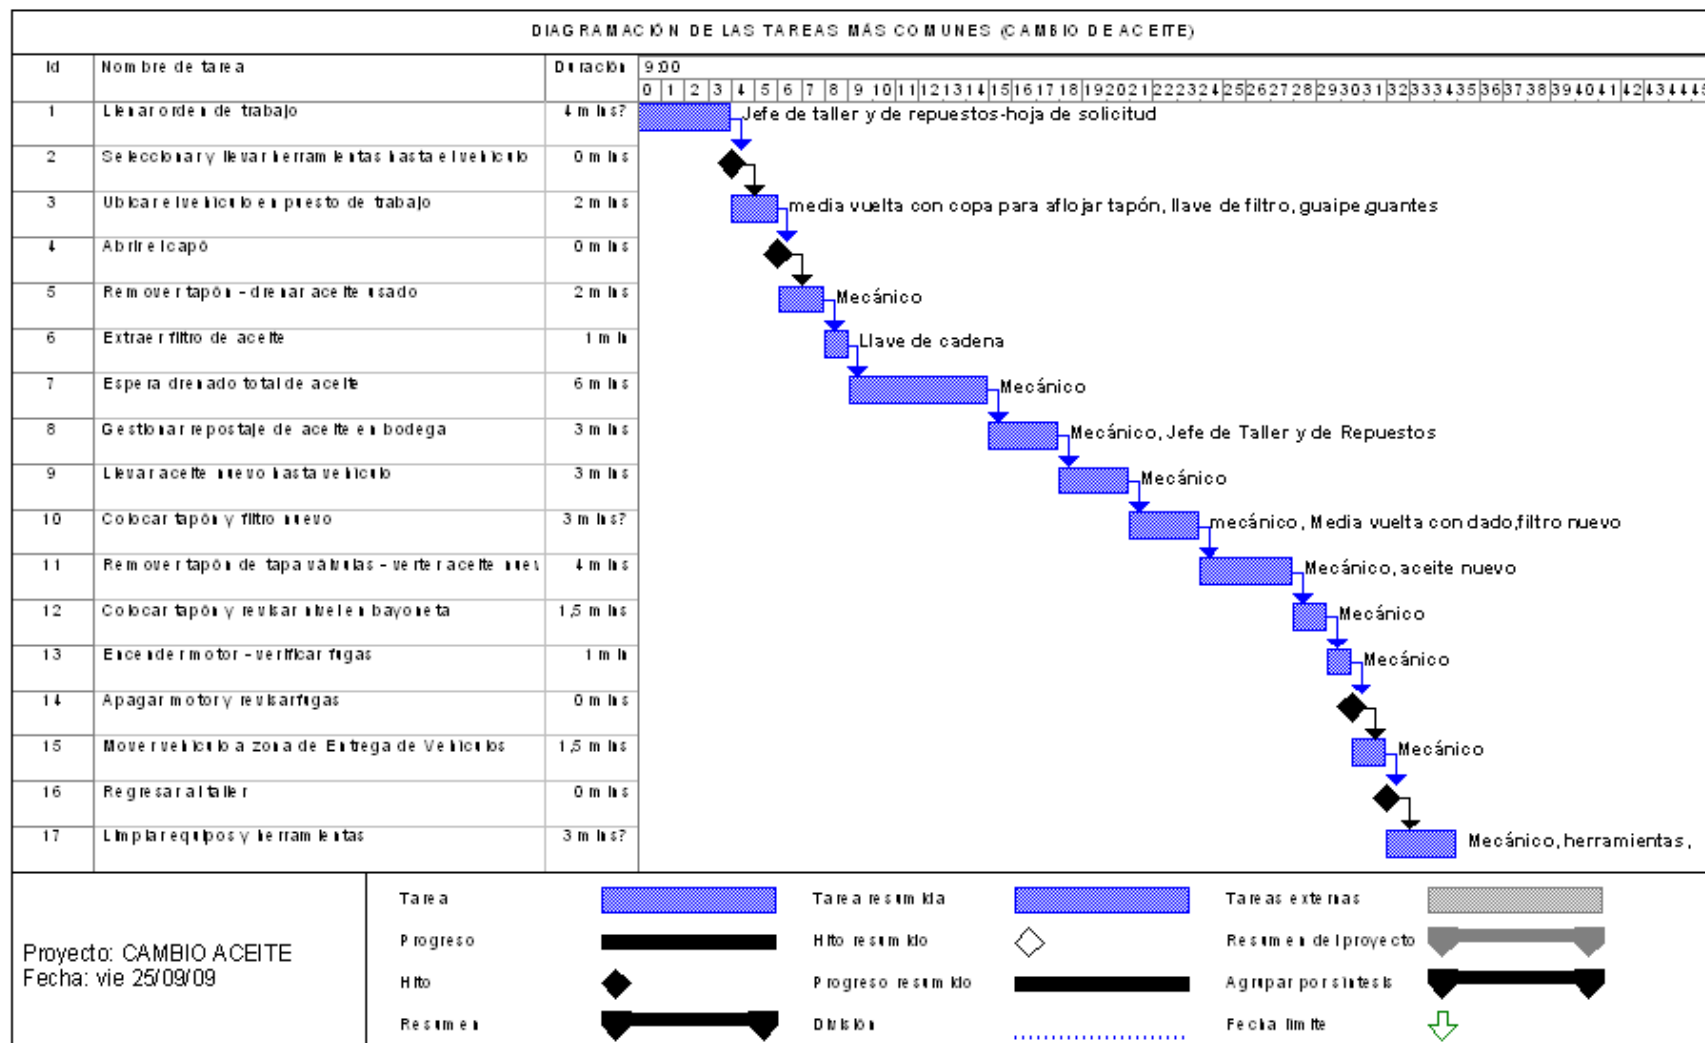 DIAGRAMACIÓN DE LAS TAREAS MÁS COMUNES (CAMBIO DE ACEITE)
Id Nombre de tarea Duración 9:00
0 1 2 3 4 5 6 7 8 9 10 11 12 13 14 15 16 17 18 19 20 21 22 23 24 25 26 27 28 29 30 31 32 33 34 35 36 37 38 39 40 41 42 43 44 45
1 Llenar orden de trabajo 4 mins? Jefe de taller y de repuestos-hoja de solicitud
2 Seleccionar y llevar herramientas hasta el vehículo 0 mins
3 Ubicar el vehículo en puesto de trabajo 2 mins media vuelta con copa para aflojar tapón, llave de filtro, guaipe,guantes
4 Abrir el capó 0 mins
5 Remover tapón - drenar aceite usado 2 mins Mecánico
6 Extraer filtro de aceite 1 min Llave de cadena
7 Espera drenado total de aceite 6 mins Mecánico
8 Gestionar repostaje de aceite en bodega 3 mins Mecánico, Jefe de Taller y de Repuestos
9 Llevar aceite nuevo hasta vehículo 3 mins Mecánico
10 Colocar tapón y filtro nuevo 3 mins? mecánico, Media vuelta con dado,filtro nuevo
11 Remover tapón de tapa válvulas - verter aceite nuev 4 mins Mecánico, aceite nuevo
12 Colocar tapón y revisar nivel en bayoneta 1,5 mins Mecánico
13 Encender motor - verificar fugas 1 min Mecánico
14 Apagar motor y revisar fugas 0 mins
15 Mover vehículo a zona de Entrega de Vehículos 1,5 mins Mecánico
16 Regresar al taller 0 mins
17 Limpiar equipos y herramientas 3 mins? Mecánico, herramientas,
Proyecto: CAMBIO ACEITE
Fecha: vie 25/09/09
Tarea Tarea resumida Tareas externas
Progreso Hito resumido Resumen del proyecto
Hito Progreso resumido Agrupar por síntesis
Resumen División Fecha límite